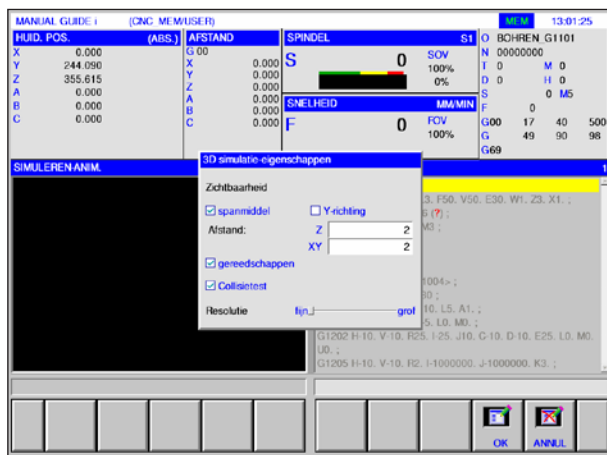 MANUAL GUIDE i (CNC_MEM/USER) MEM 13:01:25
HUID. POS. (ABS.) AFSTAND SPINDEL S1 O BOHREN_G1101
X 0.000
Y 244.090
Z 355.615
A 0.000
B 0.000
C 0.000
G 00
X 0.000
Y 0.000
Z 0.000
A 0.000
B 0.000
C 0.000
S 0 SOV
100%
0%
SNELHEID MM/MIN
F 0 FOV
100%
N 00000000
T 0 M 0
D 0 H 0
S 0 M5
F 0
G00 17 40 500
G 49 90 98
G69
SIMULEREN-ANIM. 1
3D simulatie-eigenschappen
Zichtbaarheid
spanmiddel Y-richting
Afstand: Z 2
XY 2
gereedschappen
Collisietest
Resolutie fijn grof
3. F50. V50. E30. W1. Z3. X1. ;
6 (?) ;
M3 ;
1004> ;
30 ;
10. L5. A1. ;
-5. L0. M0. ;
G1202 H-10. V-10. R25. I-25. J10. C-10. D-10. E25. L0. M0.
U0. ;
G1205 H-10. V-10. R2. I-1000000. J-1000000. K3. ;
OK ANNUL